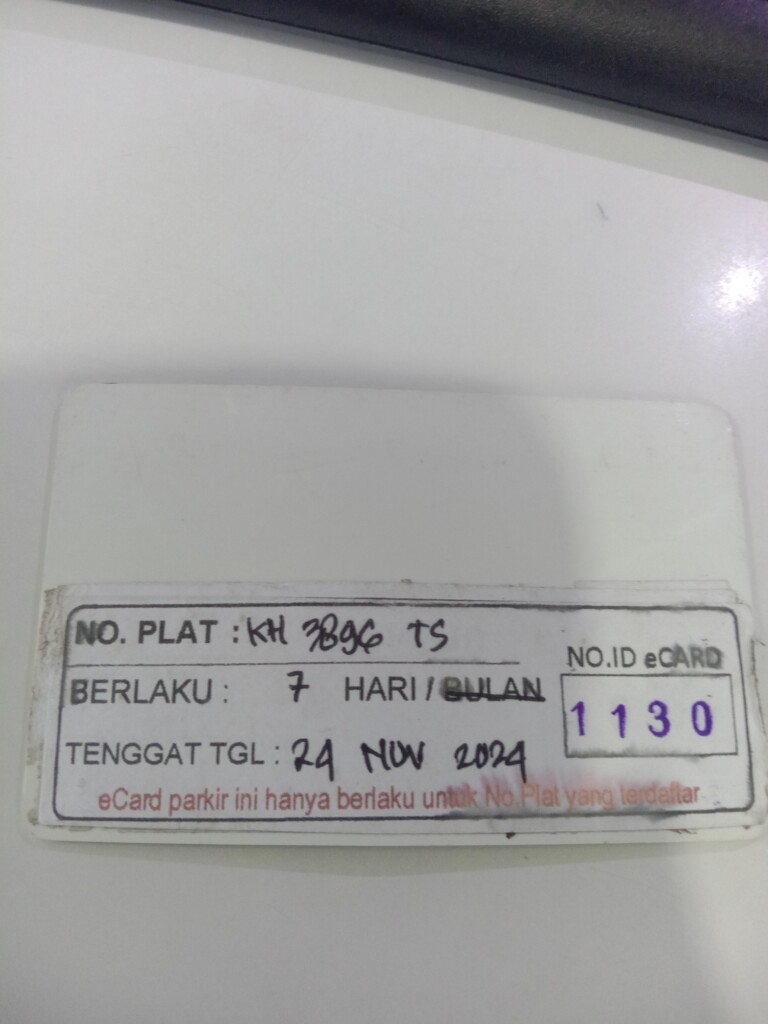 NO. PLAT : KH 3896 TS
NO.ID eCARD
BERLAKU : 7 HARI / BULAN
1130
TENGGAT TGL : 24 NOV 2024
eCard parkir ini hanya berlaku untuk No.Plat yang terdaftar